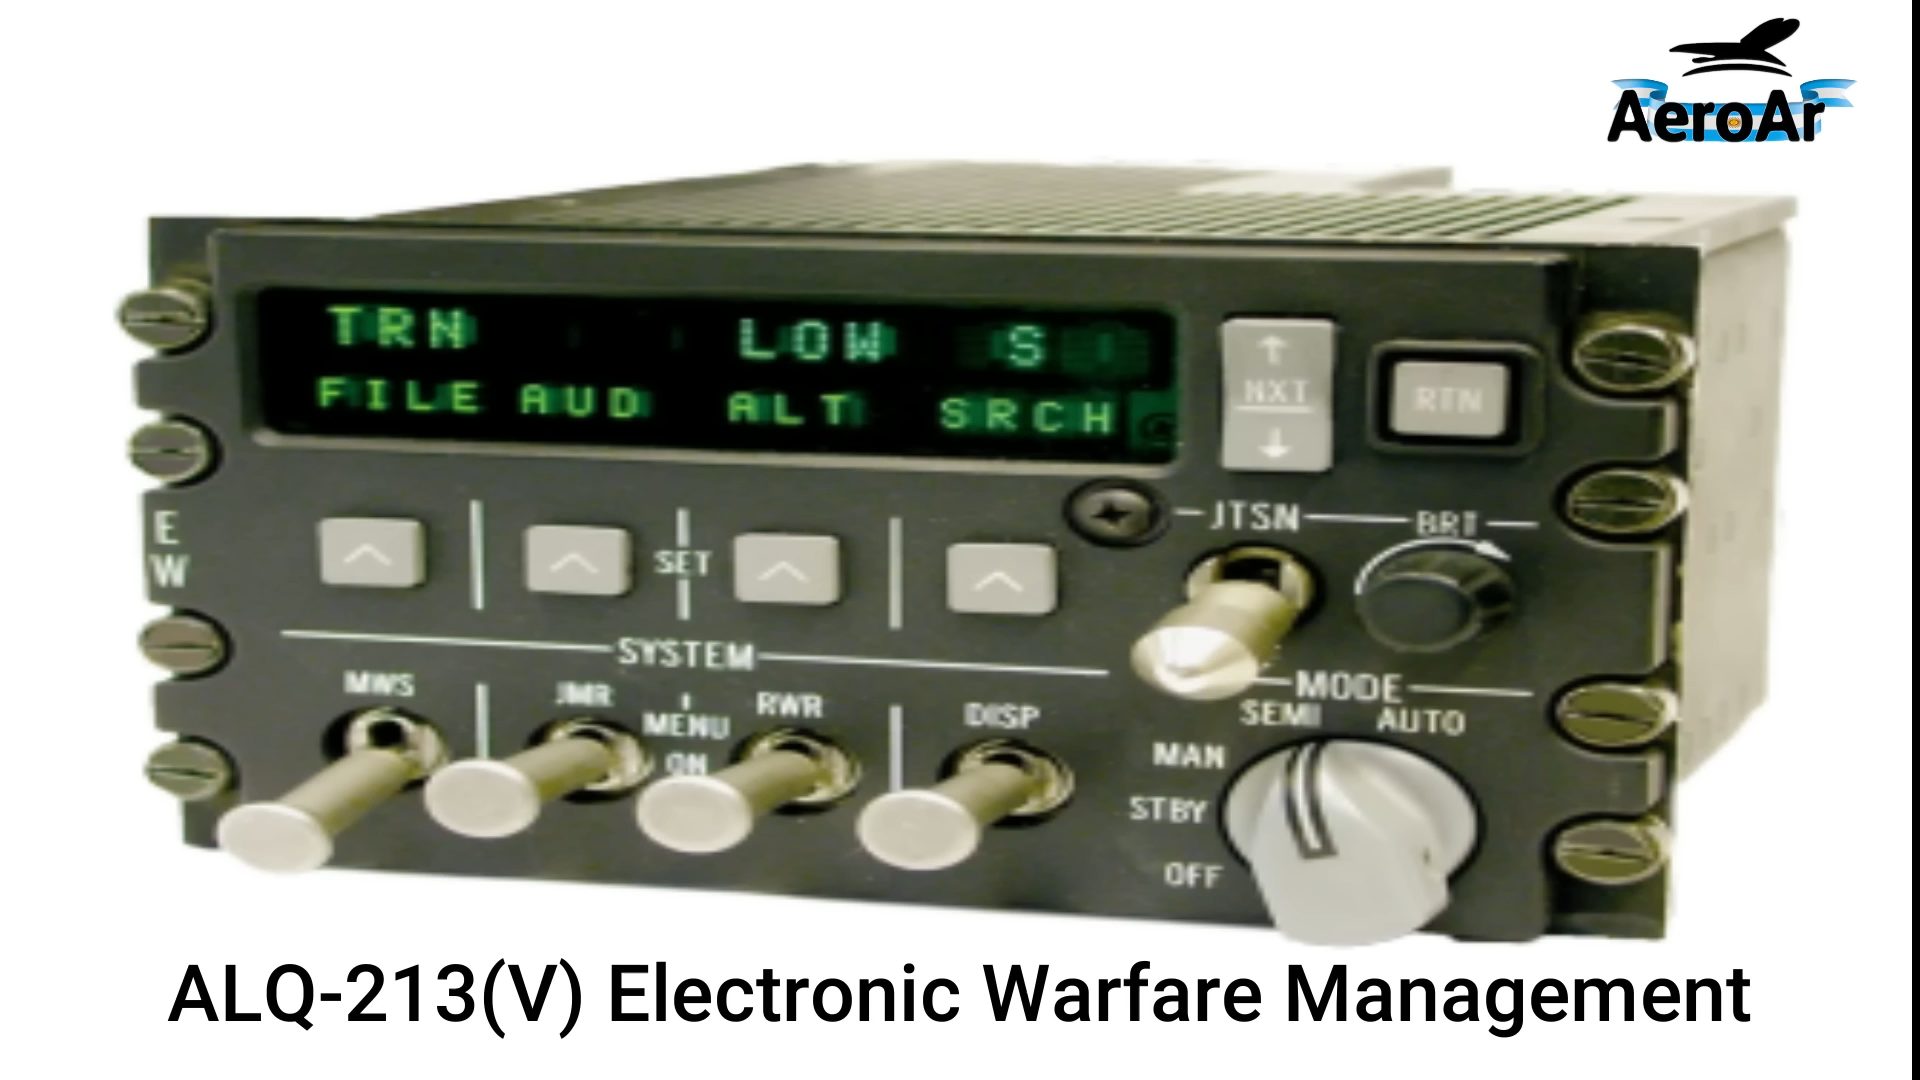 AeroAr
TRN LOW S
FILE AUD ALT SRCH
↑
NXT
↓
RTN
E
W
SET
JTSN BRT
SYSTEM
MWS JMR MENU RWR DISP
ON
MODE
SEMI AUTO
MAN
STBY
OFF
ALQ-213(V) Electronic Warfare Management